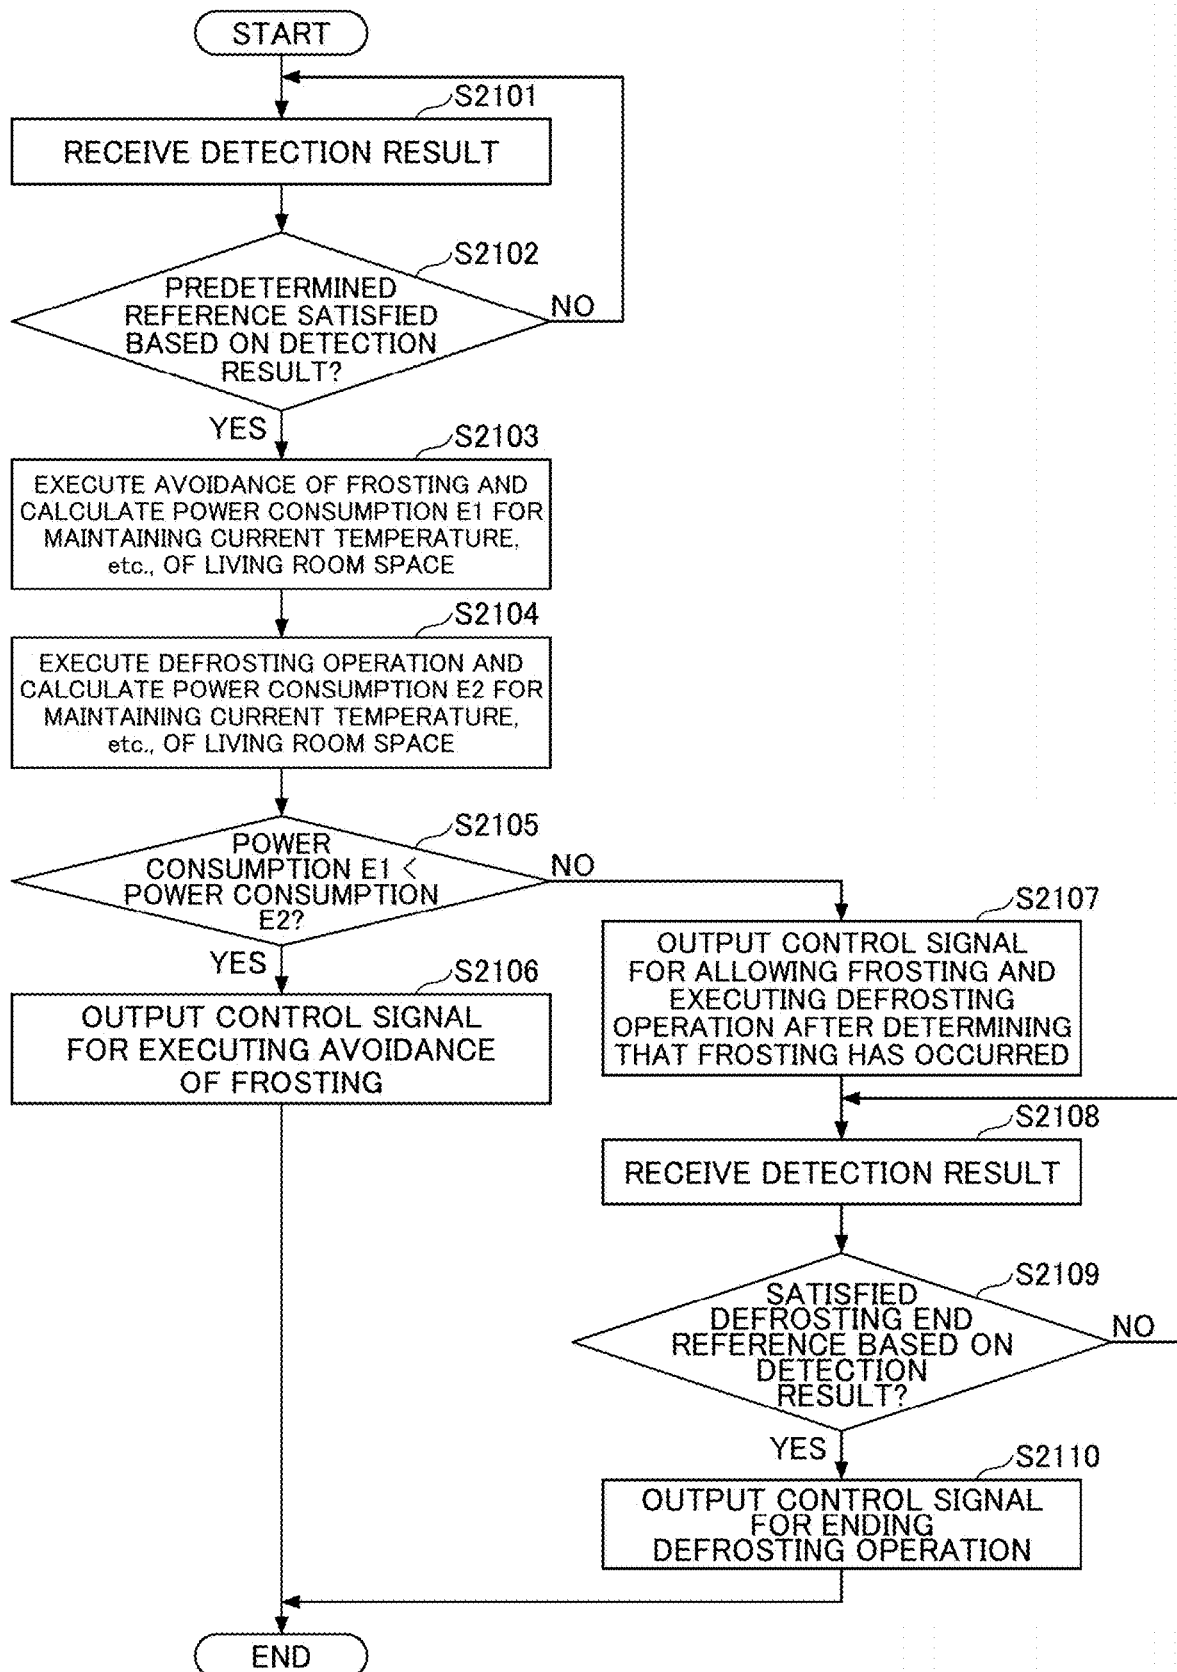 START
S2101
RECEIVE DETECTION RESULT
S2102
PREDETERMINED
REFERENCE SATISFIED
BASED ON DETECTION
RESULT?
NO
YES
S2103
EXECUTE AVOIDANCE OF FROSTING AND
CALCULATE POWER CONSUMPTION E1 FOR
MAINTAINING CURRENT TEMPERATURE,
etc., OF LIVING ROOM SPACE
S2104
EXECUTE DEFROSTING OPERATION AND
CALCULATE POWER CONSUMPTION E2 FOR
MAINTAINING CURRENT TEMPERATURE,
etc., OF LIVING ROOM SPACE
S2105
POWER
CONSUMPTION E1 <
POWER CONSUMPTION
E2?
NO
YES
S2106
OUTPUT CONTROL SIGNAL
FOR EXECUTING AVOIDANCE
OF FROSTING
S2107
OUTPUT CONTROL SIGNAL
FOR ALLOWING FROSTING AND
EXECUTING DEFROSTING
OPERATION AFTER DETERMINING
THAT FROSTING HAS OCCURRED
S2108
RECEIVE DETECTION RESULT
S2109
SATISFIED
DEFROSTING END
REFERENCE BASED ON
DETECTION
RESULT?
NO
YES
S2110
OUTPUT CONTROL SIGNAL
FOR ENDING
DEFROSTING OPERATION
END